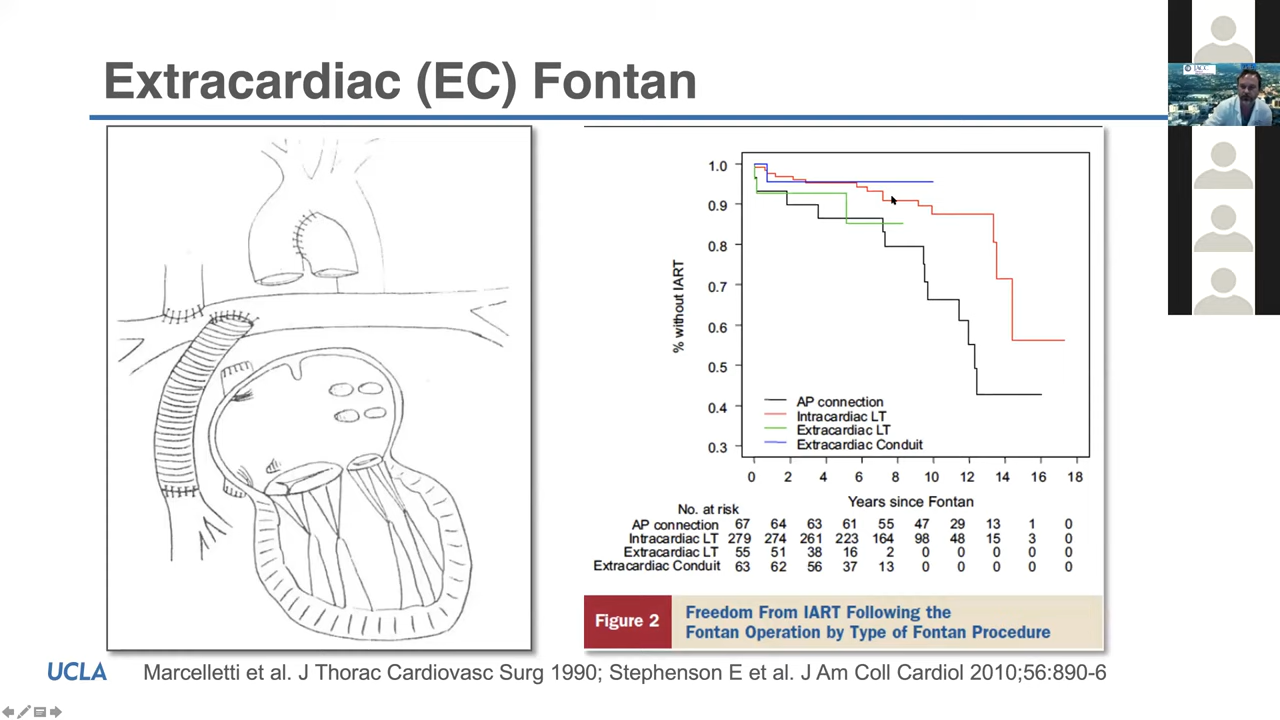 Extracardiac (EC) Fontan
IACC
1.0
0.9
0.8
0.7
0.6
0.5
0.4
0.3
% without IART
AP connection
Intracardiac LT
Extracardiac LT
Extracardiac Conduit
0 2 4 6 8 10 12 14 16 18
Years since Fontan
No. at risk
AP connection 67 64 63 61 55 47 29 13 1 0
Intracardiac LT 279 274 261 223 164 98 48 15 3 0
Extracardiac LT 55 51 38 16 2 0 0 0 0 0
Extracardiac Conduit 63 62 56 37 13 0 0 0 0 0
Figure 2
Freedom From IART Following the
Fontan Operation by Type of Fontan Procedure
UCLA
Marcelletti et al. J Thorac Cardiovasc Surg 1990; Stephenson E et al. J Am Coll Cardiol 2010;56:890-6